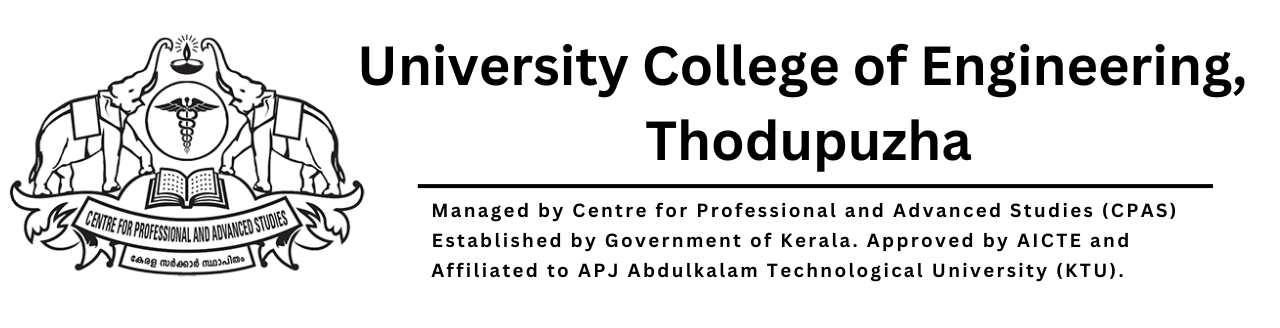 University College of Engineering,
Thodupuzha
Managed by Centre for Professional and Advanced Studies (CPAS)
Established by Government of Kerala. Approved by AICTE and
Affiliated to APJ Abdulkalam Technological University (KTU).
CENTRE FOR PROFESSIONAL AND ADVANCED STUDIES
കേരള സർക്കാർ സ്ഥാപിതം